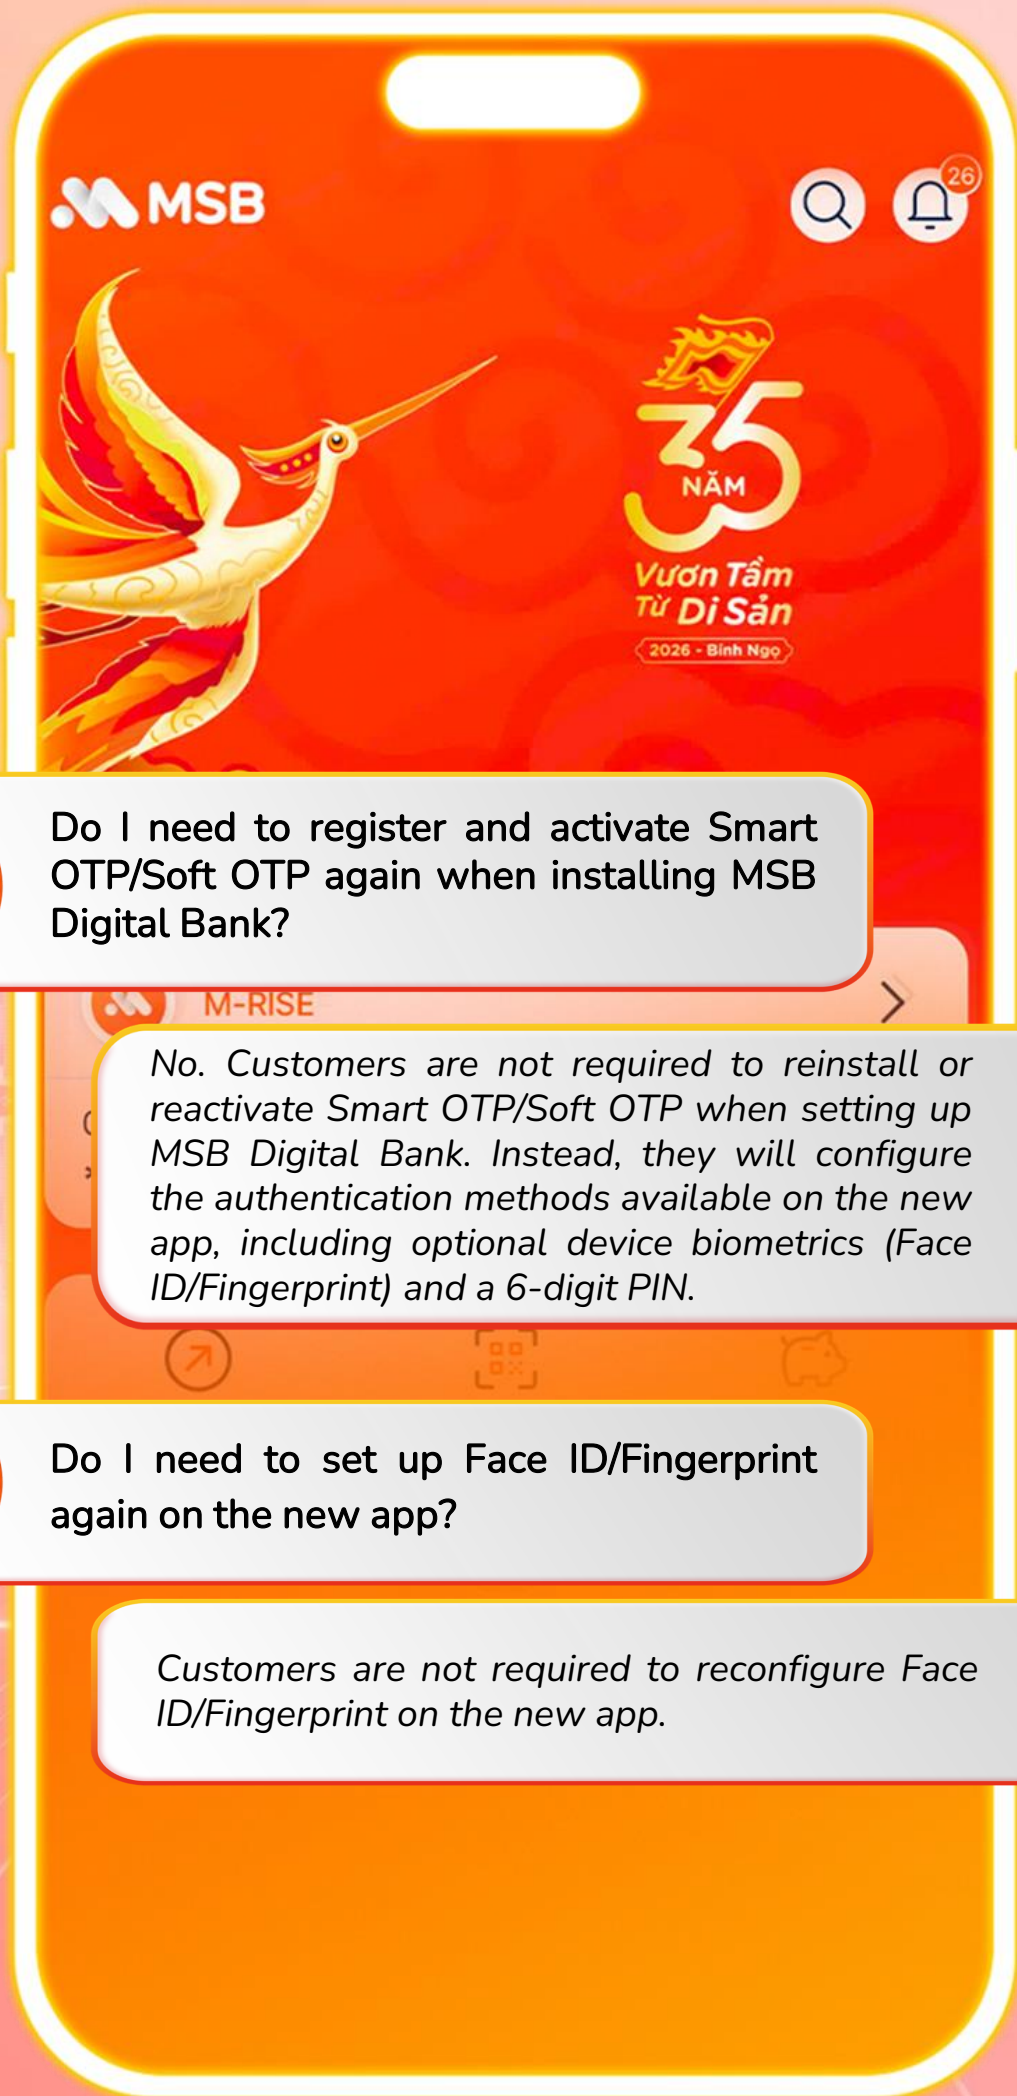 MSB
26
35
NĂM
Vươn Tầm
Từ Di Sản
2026 - Bính Ngọ
Do I need to register and activate Smart
OTP/Soft OTP again when installing MSB
Digital Bank?
M-RISE
No. Customers are not required to reinstall or
reactivate Smart OTP/Soft OTP when setting up
MSB Digital Bank. Instead, they will configure
the authentication methods available on the new
app, including optional device biometrics (Face
ID/Fingerprint) and a 6-digit PIN.
Do I need to set up Face ID/Fingerprint
again on the new app?
Customers are not required to reconfigure Face
ID/Fingerprint on the new app.